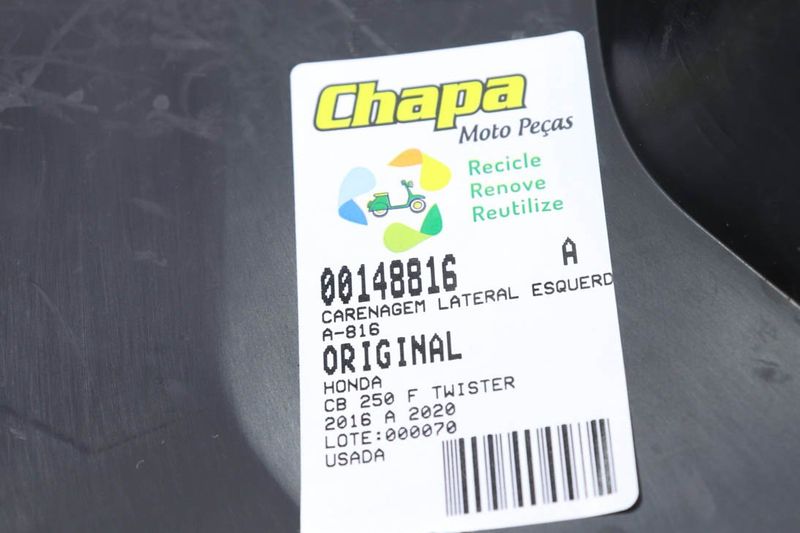 Chapa
Moto Peças
Recicle
Renove
Reutilize
00148816 A
CARENAGEM LATERAL ESQUERD
A-816
ORIGINAL
HONDA
CB 250 F TWISTER
2016 A 2020
LOTE:000070
USADA